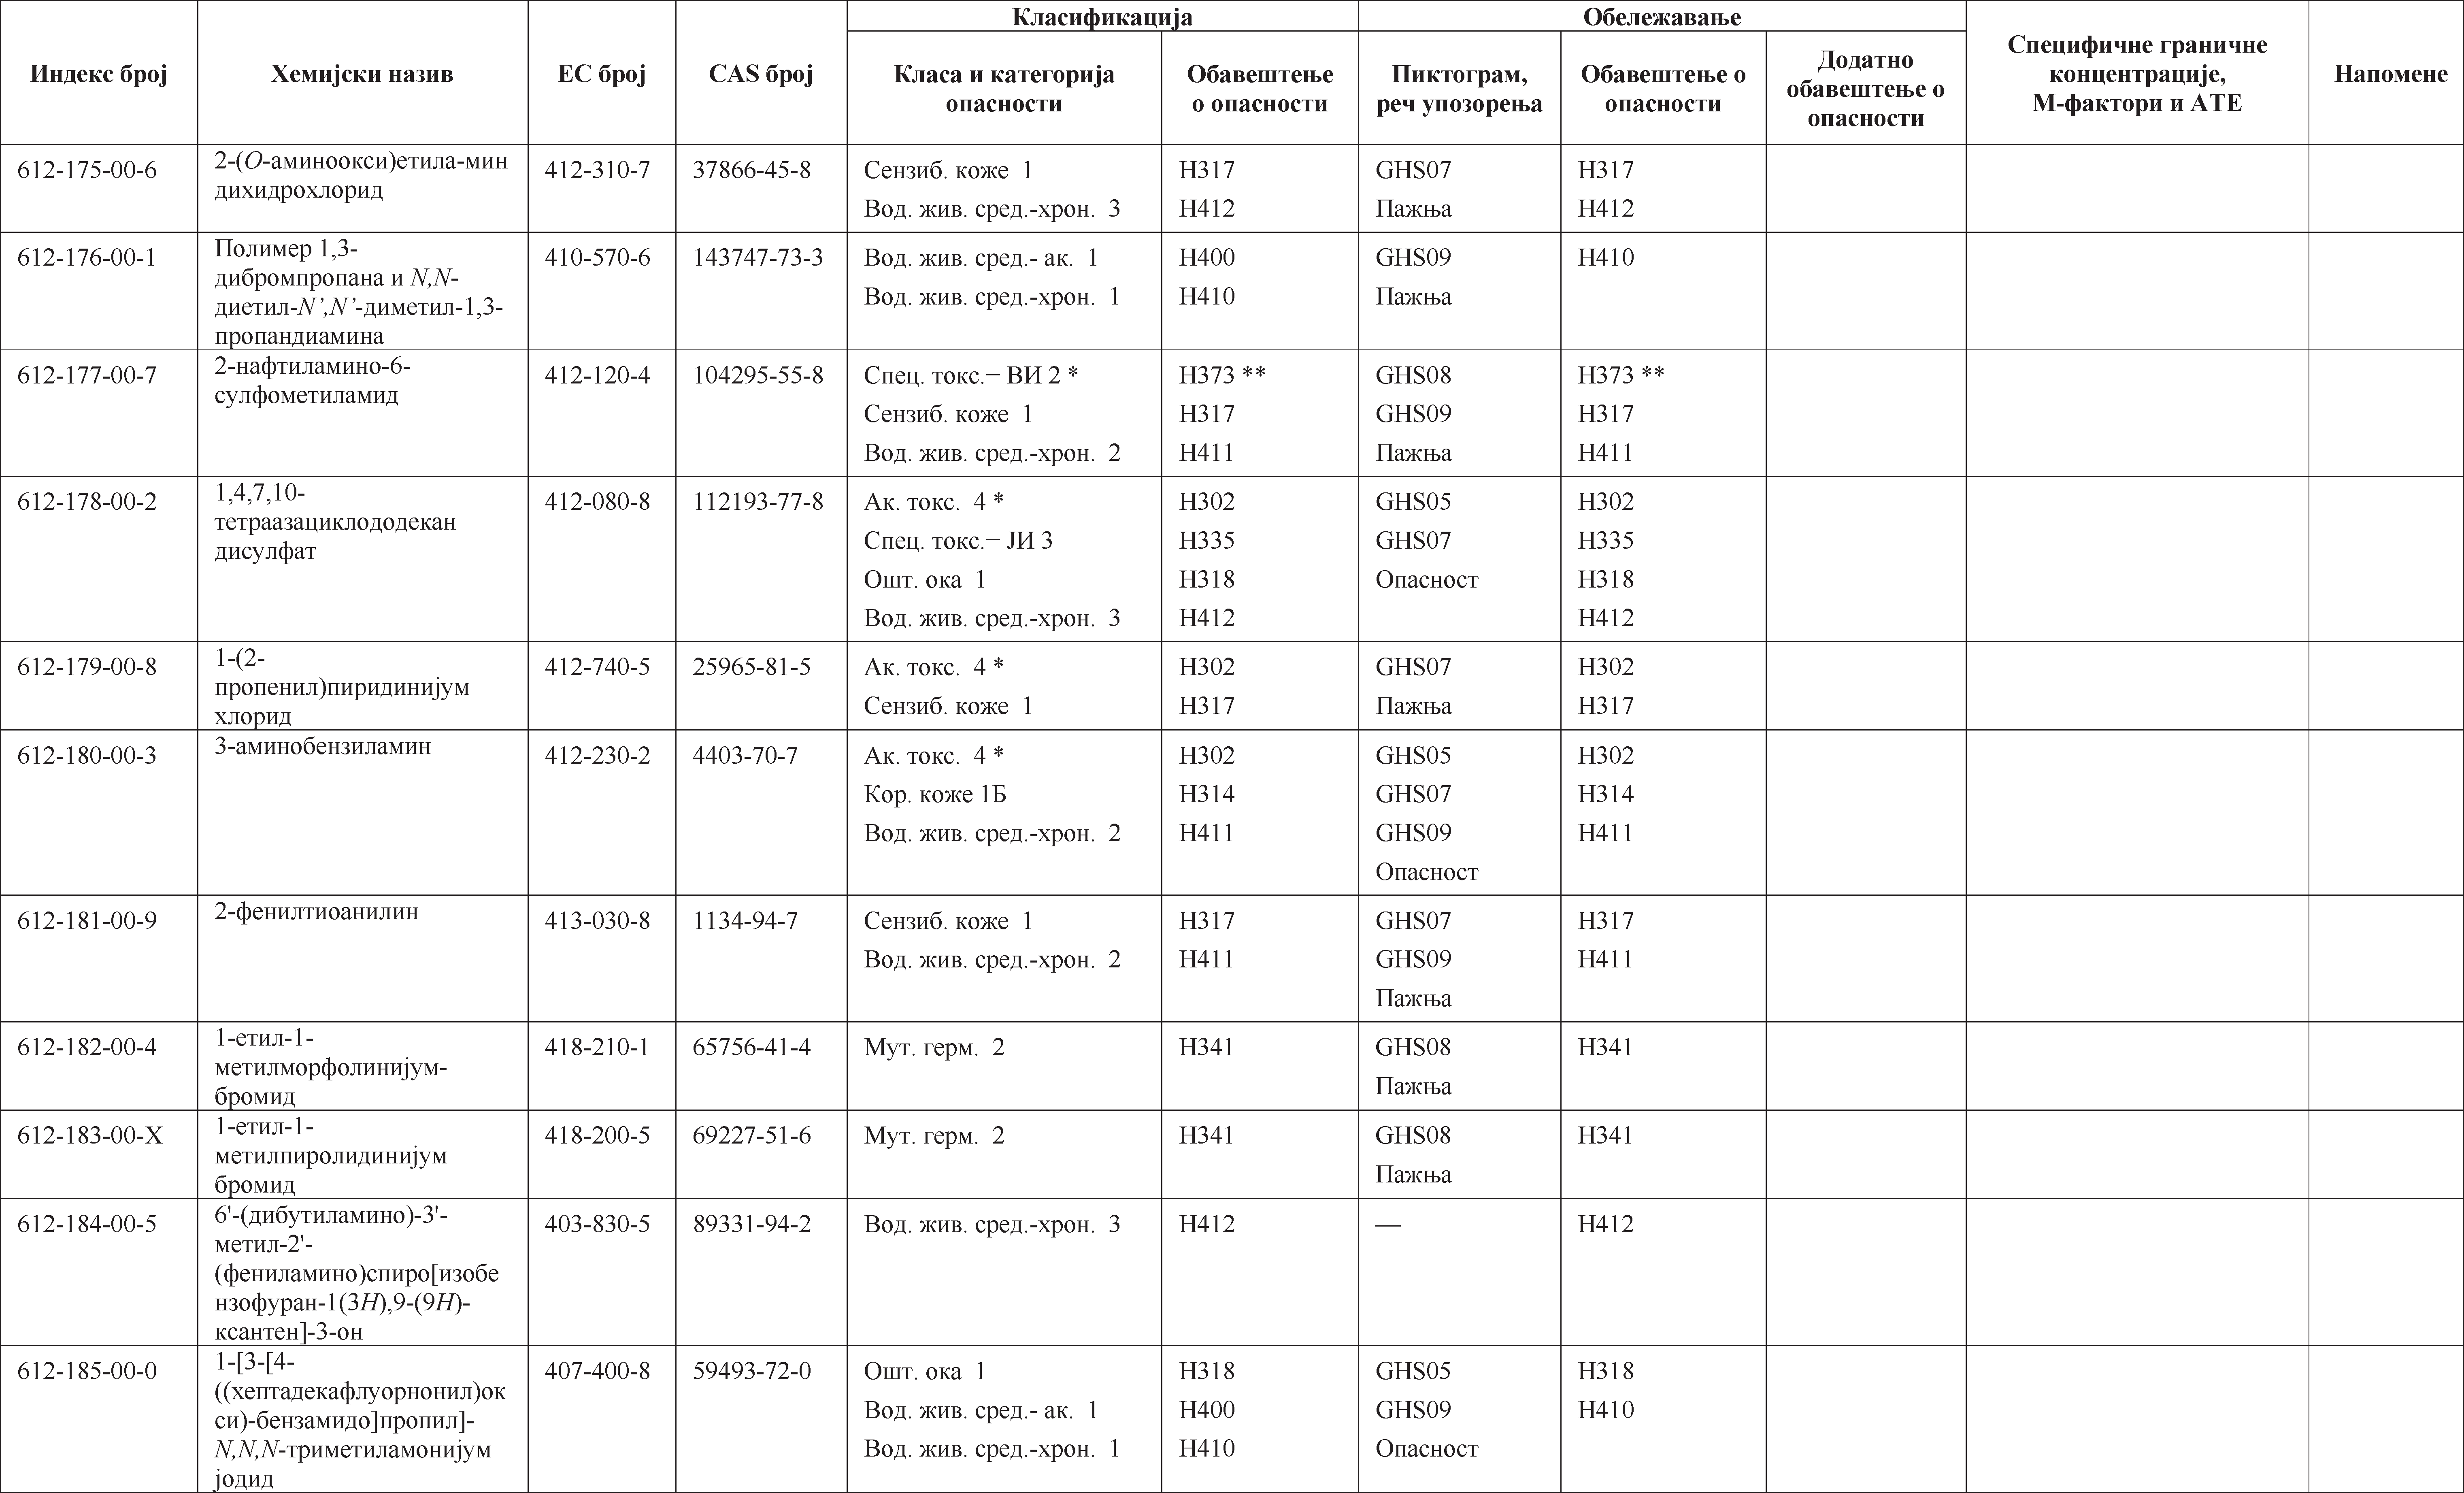 Класификација Обележавање
Индекс број Хемијски назив ЕС број CAS број Класа и категорија опасности Обавештење о опасности Пиктограм, реч упозорења Обавештење о опасности Додатно обавештење о опасности Специфичне граничне концентрације, М-фактори и АТЕ Напомене
612-175-00-6 2-(O-аминоокси)етила-мин 412-310-7 37866-45-8 Сензиб. коже 1 H317 GHS07 H317
дихидрохлорид Вод. жив. сред.-хрон. 3 H412 Пажња H412
612-176-00-1 Полимер 1,3- 410-570-6 143747-73-3 Вод. жив. сред.- ак. 1 H400 GHS09 H410
дибромпропана и N,N- Вод. жив. сред.-хрон. 1 H410 Пажња
диетил-N’,N’-диметил-1,3-
пропандиамина
612-177-00-7 2-нафтиламино-6- 412-120-4 104295-55-8 Спец. токс.− ВИ 2 * H373 ** GHS08 H373 **
сулфометиламид Сензиб. коже 1 H317 GHS09 H317
Вод. жив. сред.-хрон. 2 H411 Пажња H411
612-178-00-2 1,4,7,10- 412-080-8 112193-77-8 Ак. токс. 4 * H302 GHS05 H302
тетраазациклододекан Спец. токс.− ЈИ 3 H335 GHS07 H335
дисулфат Ошт. ока 1 H318 Опасност H318
Вод. жив. сред.-хрон. 3 H412 H412
612-179-00-8 1-(2- 412-740-5 25965-81-5 Ак. токс. 4 * H302 GHS07 H302
пропенил)пиридинијум Сензиб. коже 1 H317 Пажња H317
хлорид
612-180-00-3 3-аминобензиламин 412-230-2 4403-70-7 Ак. токс. 4 * H302 GHS05 H302
Кор. коже 1Б H314 GHS07 H314
Вод. жив. сред.-хрон. 2 H411 GHS09 H411
Опасност
612-181-00-9 2-фенилтиоанилин 413-030-8 1134-94-7 Сензиб. коже 1 H317 GHS07 H317
Вод. жив. сред.-хрон. 2 H411 GHS09 H411
Пажња
612-182-00-4 1-етил-1- 418-210-1 65756-41-4 Мут. герм. 2 H341 GHS08 H341
метилморфолинијум- Пажња
бромид
612-183-00-X 1-етил-1- 418-200-5 69227-51-6 Мут. герм. 2 H341 GHS08 H341
метилпиролидинијум Пажња
бромид
612-184-00-5 6'-(дибутиламино)-3'- 403-830-5 89331-94-2 Вод. жив. сред.-хрон. 3 H412 — H412
метил-2'-
(фениламино)спиро[изобе
нзофуран-1(3H),9-(9H)-
ксантен]-3-он
612-185-00-0 1-[3-[4- 407-400-8 59493-72-0 Ошт. ока 1 H318 GHS05 H318
((хептадекафлуорнонил)ок Вод. жив. сред.- ак. 1 H400 GHS09 H410
си)-бензамидо]пропил]- Вод. жив. сред.-хрон. 1 H410 Опасност
N,N,N-триметиламонијум
јодид